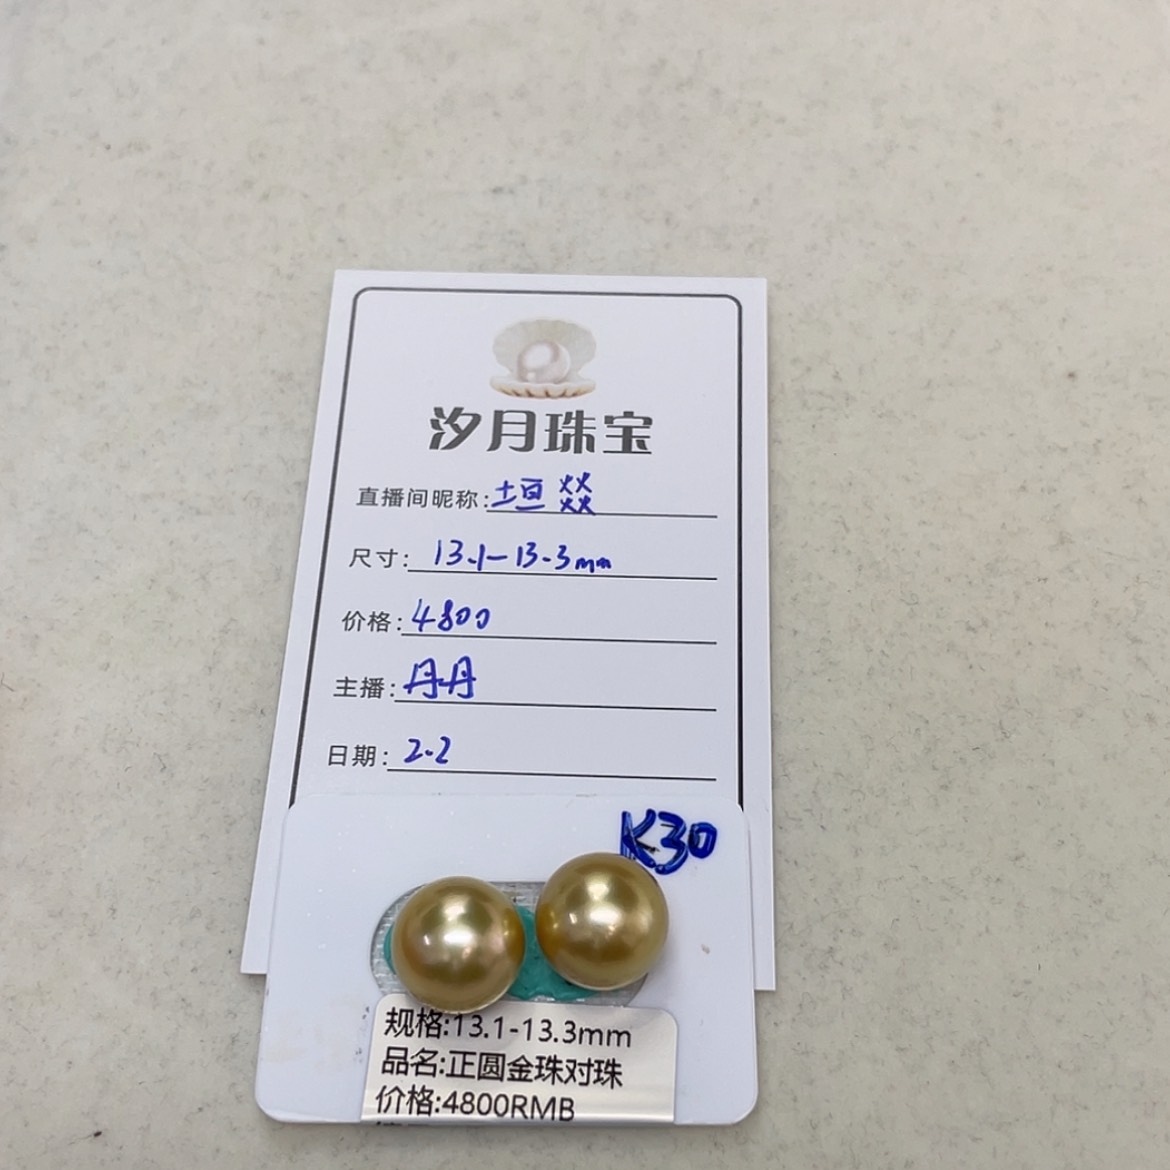 汐月珠宝
直播间昵称:垣燚
尺寸: 13.1-13.3mm
价格:4800
主播:丹丹
日期:2.2
K30
规格:13.1-13.3mm
品名:正圆金珠对珠
价格:4800RMB